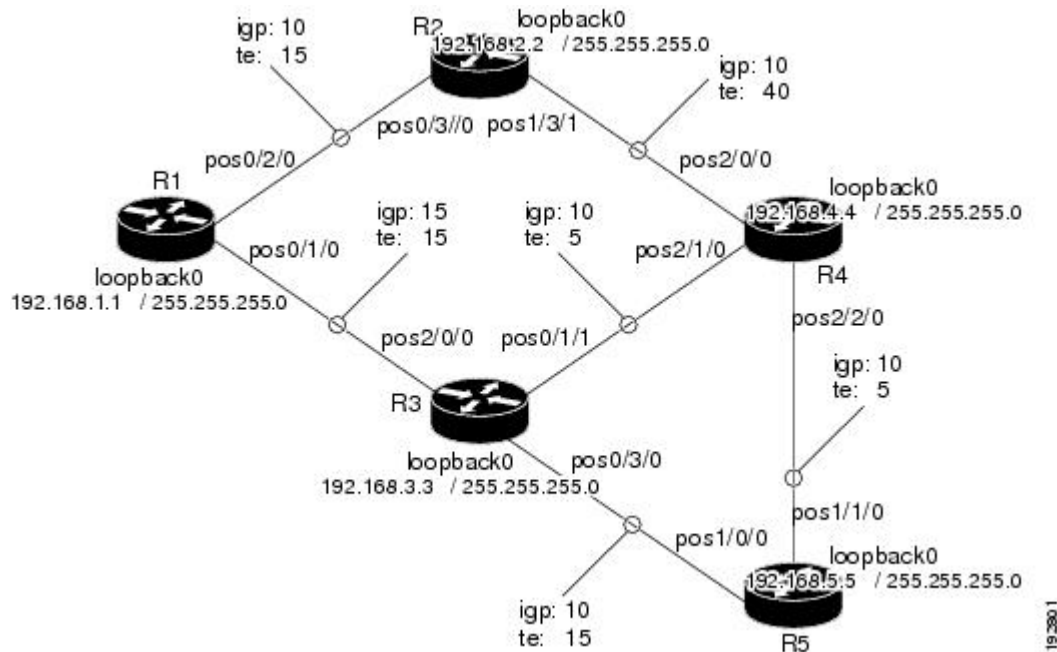 igp: 10
te: 15
R2
loopback0
192.168.2.2 / 255.255.255.0
igp: 10
te: 40
pos0/3//0
pos1/3/1
pos0/2/0
pos2/0/0
R1
loopback0
192.168.4.4 / 255.255.255.0
igp: 15
te: 15
igp: 10
te: 5
pos0/1/0
pos2/1/0
loopback0
192.168.1.1 / 255.255.255.0
R4
pos2/0/0
pos0/1/1
pos2/2/0
igp: 10
te: 5
R3
loopback0
192.168.3.3 / 255.255.255.0
pos0/3/0
pos1/0/0
pos1/1/0
loopback0
192.168.5.5 / 255.255.255.0
igp: 10
te: 15
R5
192801